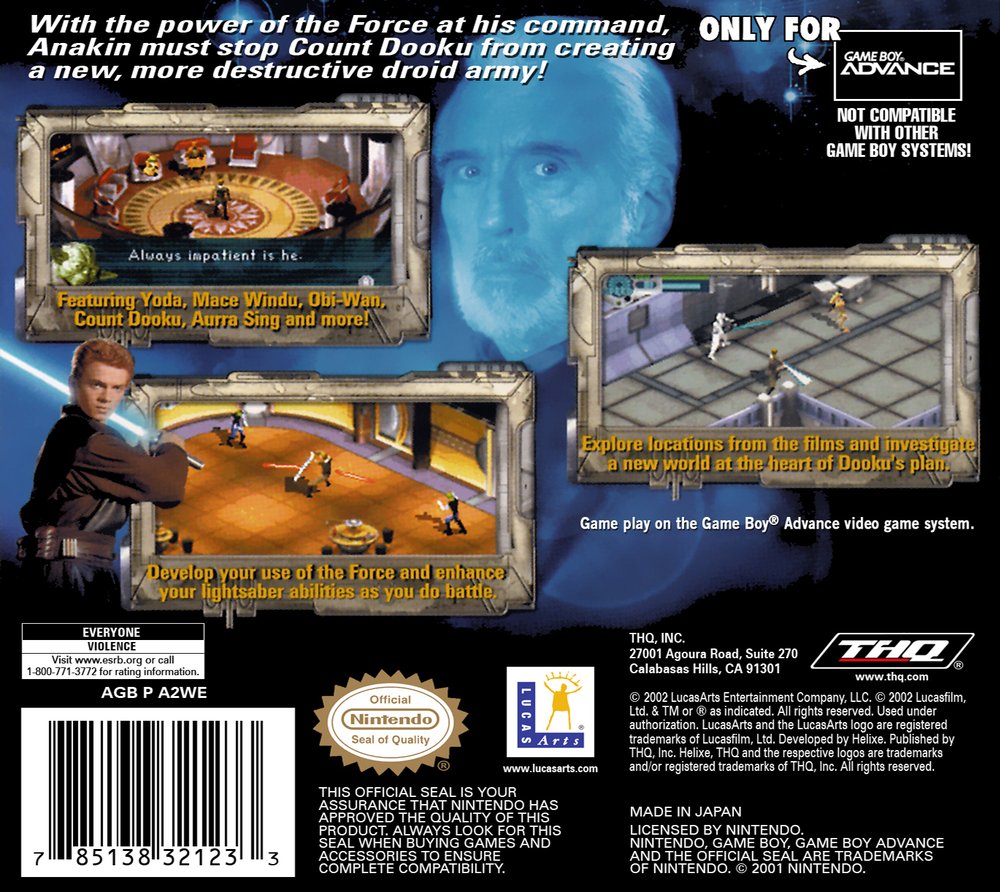 With the power of the Force at his command,
Anakin must stop Count Dooku from creating
a new, more destructive droid army!
ONLY FOR
GAME BOY®
ADVANCE
NOT COMPATIBLE
WITH OTHER
GAME BOY SYSTEMS!
Always impatient is he.
Featuring Yoda, Mace Windu, Obi-Wan,
Count Dooku, Aurra Sing and more!
Explore locations from the films and investigate
a new world at the heart of Dooku's plan.
Game play on the Game Boy® Advance video game system.
Develop your use of the Force and enhance
your lightsaber abilities as you do battle.
EVERYONE
VIOLENCE
Visit www.esrb.org or call
1-800-771-3772 for rating information.
AGB P A2WE
7 85138 32123 3
Official
Nintendo
Seal of Quality
®
THIS OFFICIAL SEAL IS YOUR
ASSURANCE THAT NINTENDO HAS
APPROVED THE QUALITY OF THIS
PRODUCT. ALWAYS LOOK FOR THIS
SEAL WHEN BUYING GAMES AND
ACCESSORIES TO ENSURE
COMPLETE COMPATIBILITY.
LUCAS
Arts
®
www.lucasarts.com
THQ, INC.
27001 Agoura Road, Suite 270
Calabasas Hills, CA 91301
THQ®
www.thq.com
© 2002 LucasArts Entertainment Company, LLC. © 2002 Lucasfilm,
Ltd. & TM or ® as indicated. All rights reserved. Used under
authorization. LucasArts and the LucasArts logo are registered
trademarks of Lucasfilm, Ltd. Developed by Helixe. Published by
THQ, Inc. Helixe, THQ and the respective logos are trademarks
and/or registered trademarks of THQ, Inc. All rights reserved.
MADE IN JAPAN
LICENSED BY NINTENDO.
NINTENDO, GAME BOY, GAME BOY ADVANCE
AND THE OFFICIAL SEAL ARE TRADEMARKS
OF NINTENDO. © 2001 NINTENDO.